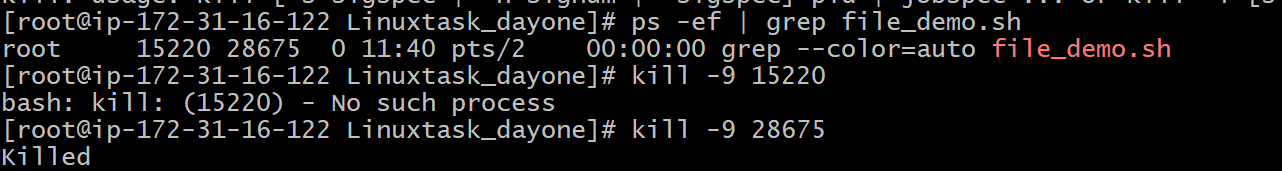 [root@ip-172-31-16-122 Linuxtask_dayone]# ps -ef | grep file_demo.sh
root     15220 28675  0 11:40 pts/2    00:00:00 grep --color=auto file_demo.sh
[root@ip-172-31-16-122 Linuxtask_dayone]# kill -9 15220
bash: kill: (15220) - No such process
[root@ip-172-31-16-122 Linuxtask_dayone]# kill -9 28675
Killed